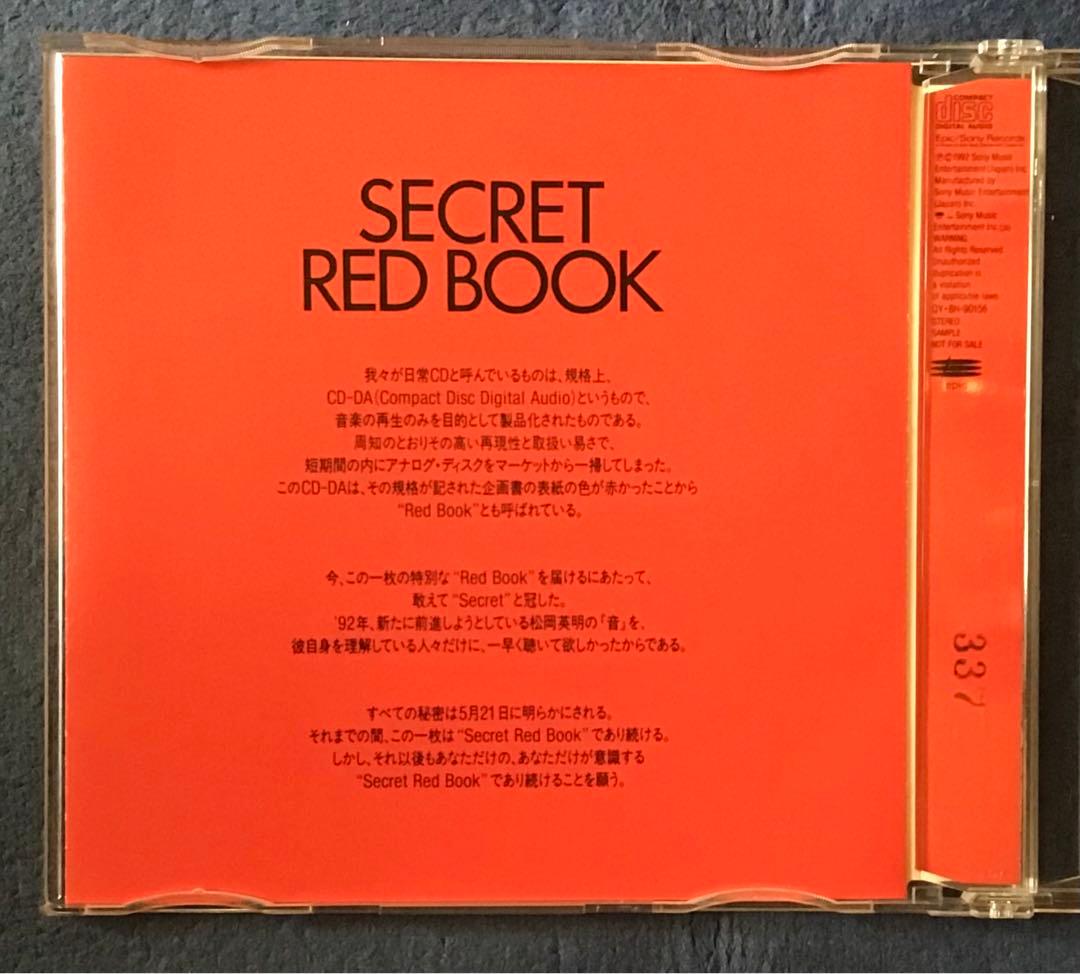 SECRET
RED BOOK
我々が日常CDと呼んでいるものは、規格上、
CD-DA(Compact Disc Digital Audio)というもので、
音楽の再生のみを目的として製品化されたものである。
周知のとおりその高い再現性と取扱い易さで、
短期間の内にアナログ・ディスクをマーケットから一掃してしまった。
このCD-DAは、その規格が記された企画書の表紙の色が赤かったことから
“Red Book”とも呼ばれている。
今、この一枚の特別な“Red Book”を届けるにあたって、
敢えて“Secret”と冠した。
'92年、新たに前進しようとしている松岡英明の「音」を、
彼自身を理解している人々だけに、一早く聴いて欲しかったからである。
すべての秘密は5月21日に明らかにされる。
それまでの間、この一枚は“Secret Red Book”であり続ける。
しかし、それ以後もあなただけの、あなただけが意識する
“Secret Red Book”であり続けることを願う。
COMPACT
disc
DIGITAL AUDIO
Epic/Sony Records
℗©1992 Sony Music
Entertainment (Japan) Inc.
Manufactured by
Sony Music Entertainment
(Japan) Inc.
Sony Music
Entertainment Inc.
WARNING:
All Rights Reserved.
Unauthorized
duplication is
a violation
of applicable laws.
QY・8H-90156
STEREO
SAMPLE
NOT FOR SALE
epic
337